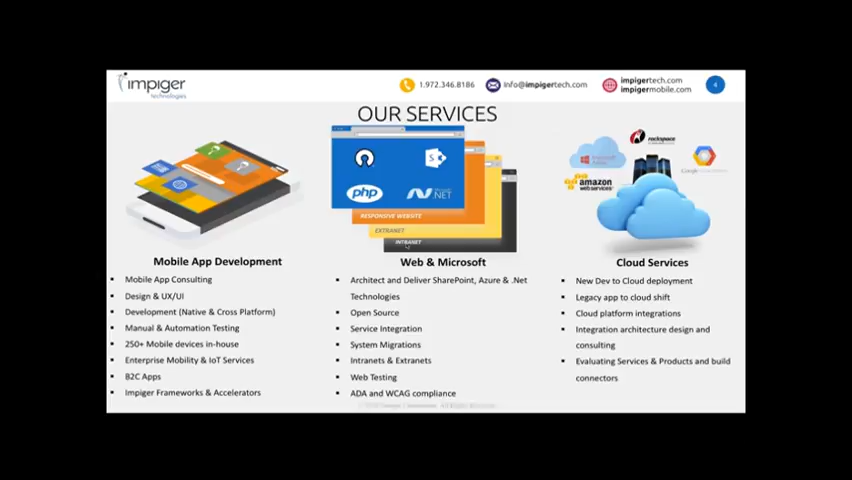 impiger
technologies
1.972.346.8186
Info@impigertech.com
impigertech.com
impigermobile.com
4
OUR SERVICES
php
.NET
RESPONSIVE WEBSITE
EXTRANET
INTRANET
rackspace
amazon
web services
Mobile App Development
Mobile App Consulting
Design & UX/UI
Development (Native & Cross Platform)
Manual & Automation Testing
250+ Mobile devices in-house
Enterprise Mobility & IoT Services
B2C Apps
Impiger Frameworks & Accelerators
Web & Microsoft
Architect and Deliver SharePoint, Azure & .Net
Technologies
Open Source
Service Integration
System Migrations
Intranets & Extranets
Web Testing
ADA and WCAG compliance
Cloud Services
New Dev to Cloud deployment
Legacy app to cloud shift
Cloud platform integrations
Integration architecture design and
consulting
Evaluating Services & Products and build
connectors